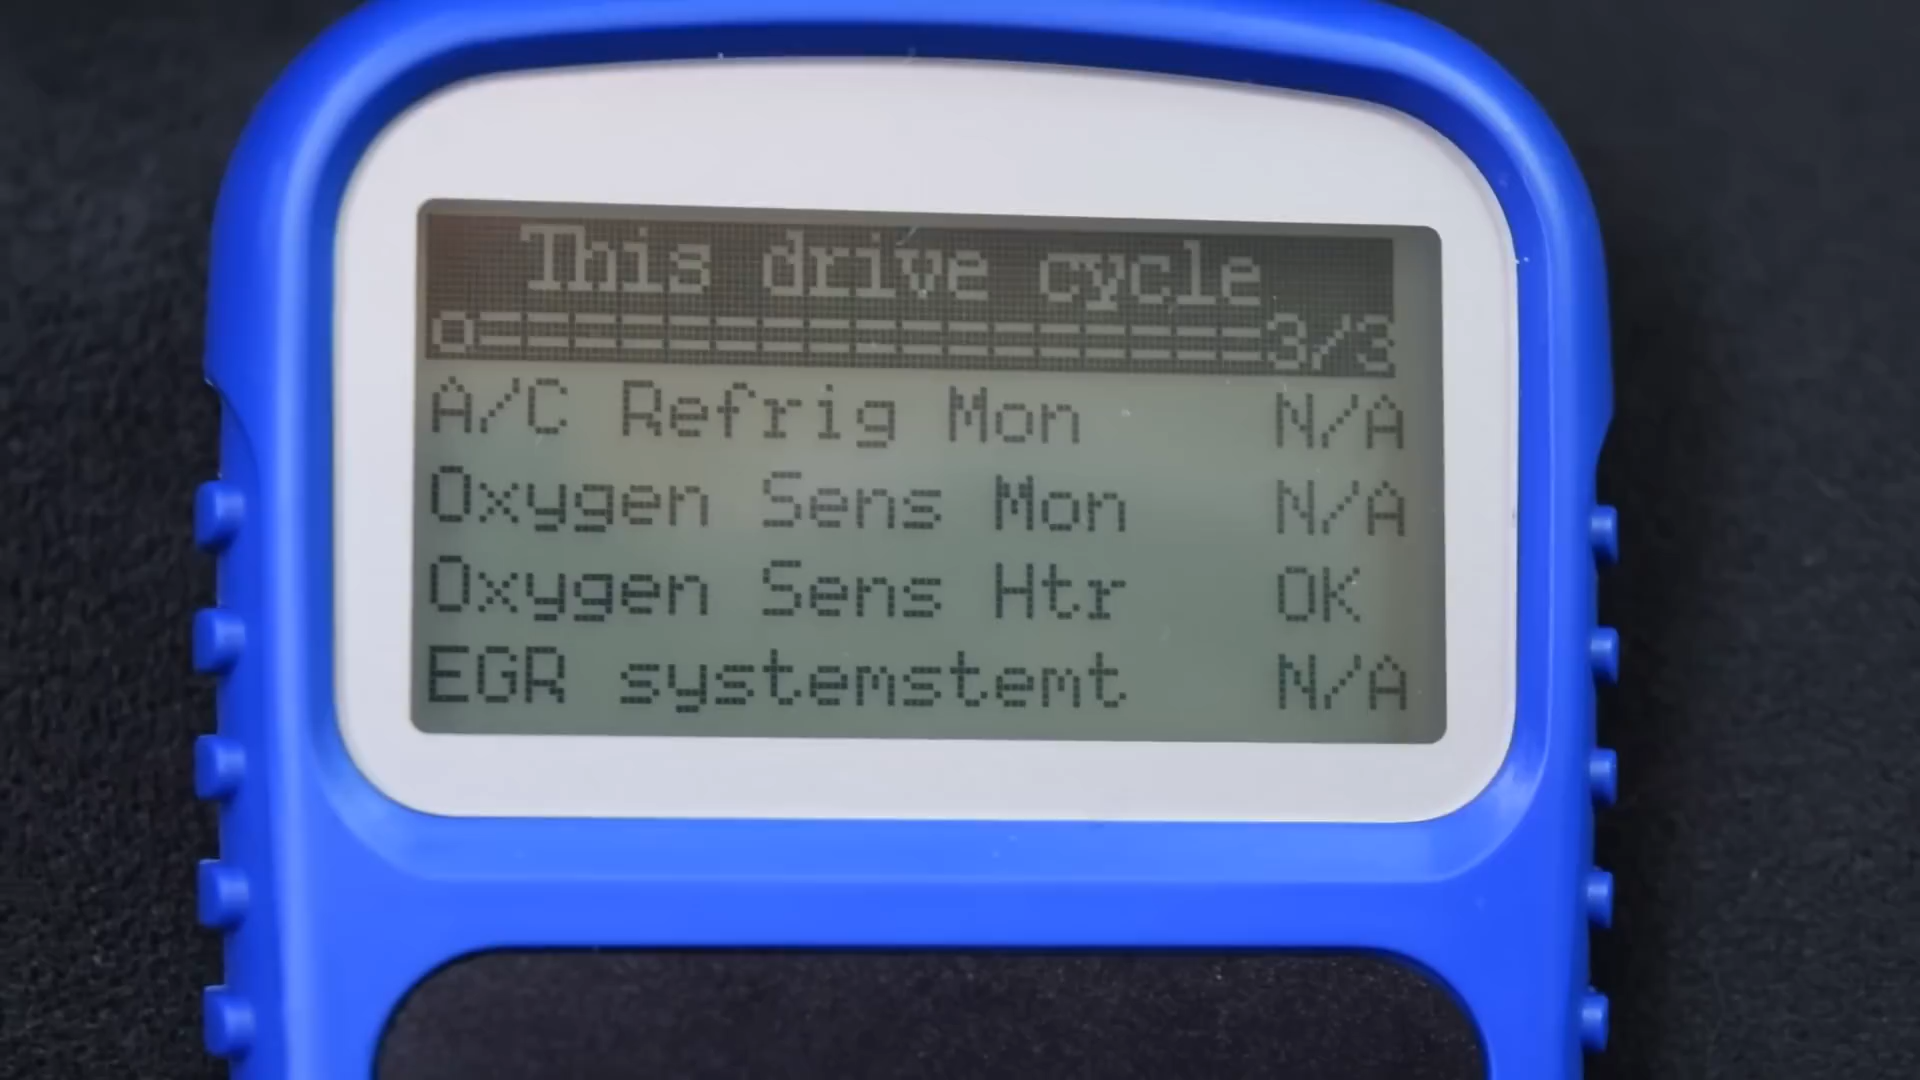 This drive cycle
o================3/3
A/C Refrig Mon N/A
Oxygen Sens Mon N/A
Oxygen Sens Htr OK
EGR systemstemt N/A